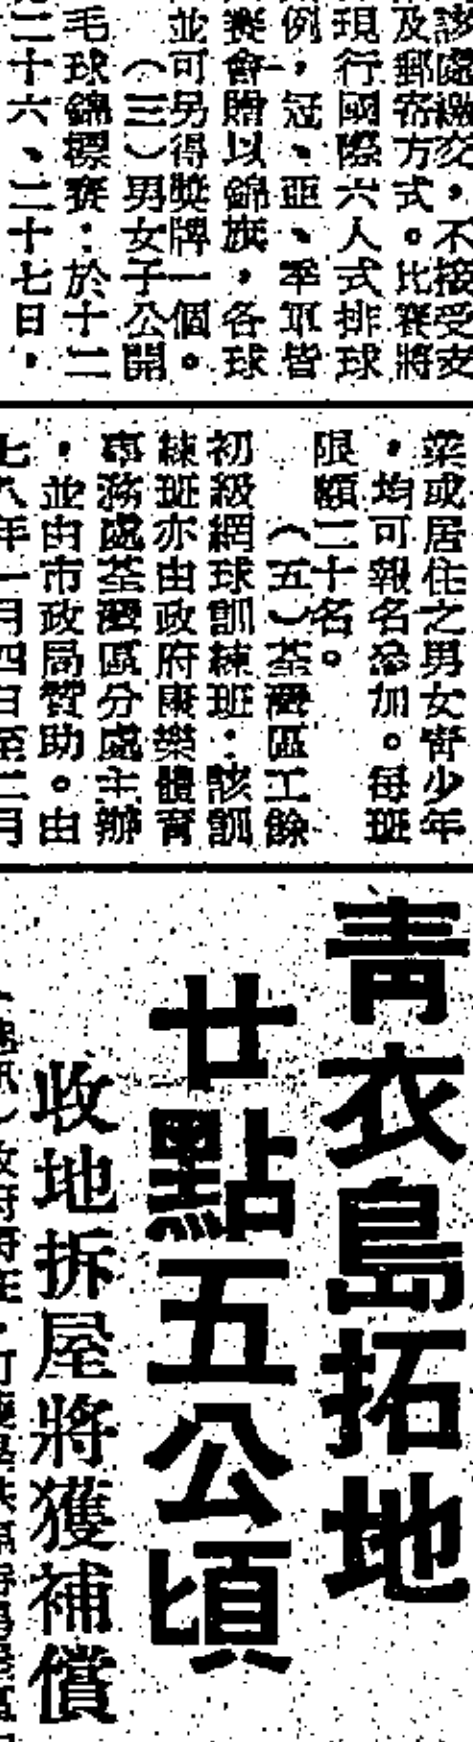 該處繳交，不接受支
及郵寄方式。比賽將
現行國際六人式排球
例，冠、亞、季軍皆
獎會贈以錦旗，各球
並可另得獎牌一個。
（三）男女子公開
毛球錦標賽：於十二
二十六、二十七日，
業或居住之男女青少年
，均可報名參加。每班
限額二十名。
（五）荃灣區工餘
初級網球訓練班：該訓
練班亦由政府康樂體育
事務處荃灣區分處主辦
，並由市政局贊助。由
七八年一月四日至二月
青衣島拓地
廿點五公頃
收地拆屋將獲補償